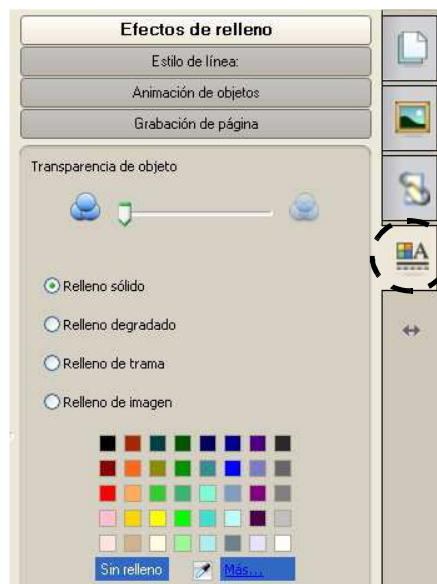 Efectos de relleno
Estilo de línea:
Animación de objetos
Grabación de página
Transparencia de objeto
Relleno sólido
Relleno degradado
Relleno de trama
Relleno de imagen
Sin relleno Más...
A